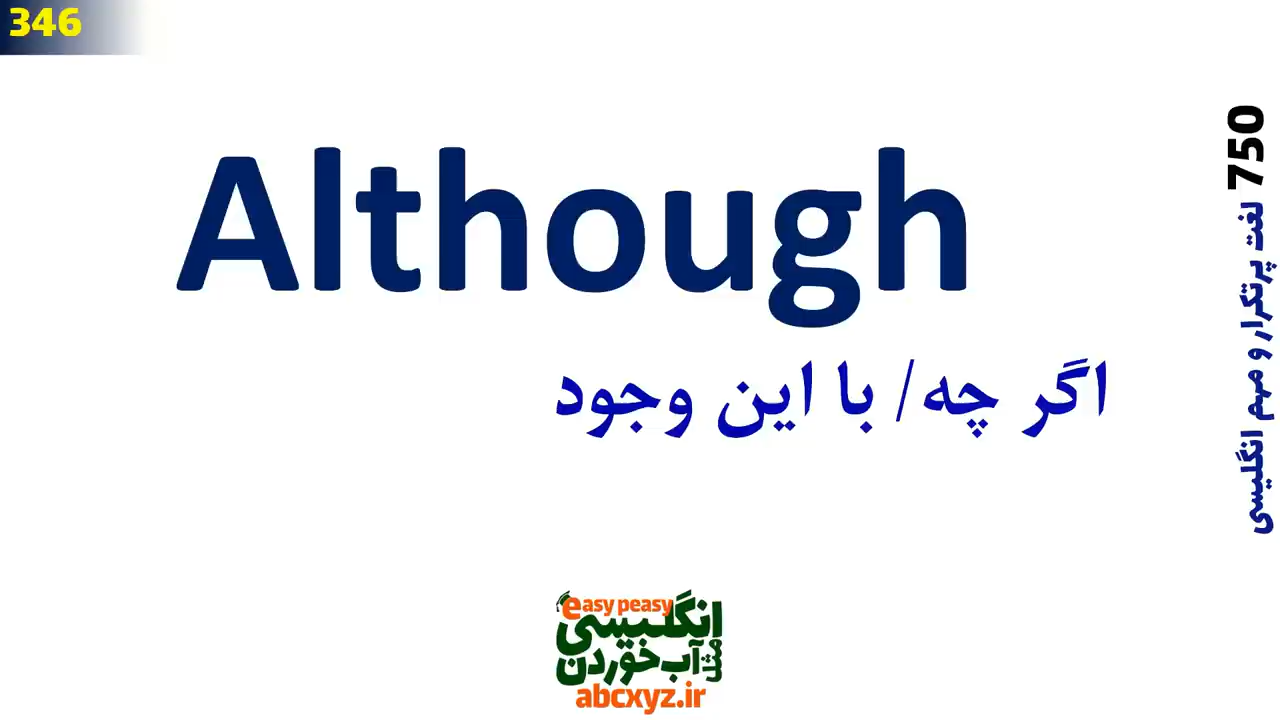 346
Although
اگر چه/ با این وجود
750 لغت پرتکرار و مهم انگلیسی
easy peasy
انگلیسی
مثل آب خوردن
abcxyz.ir